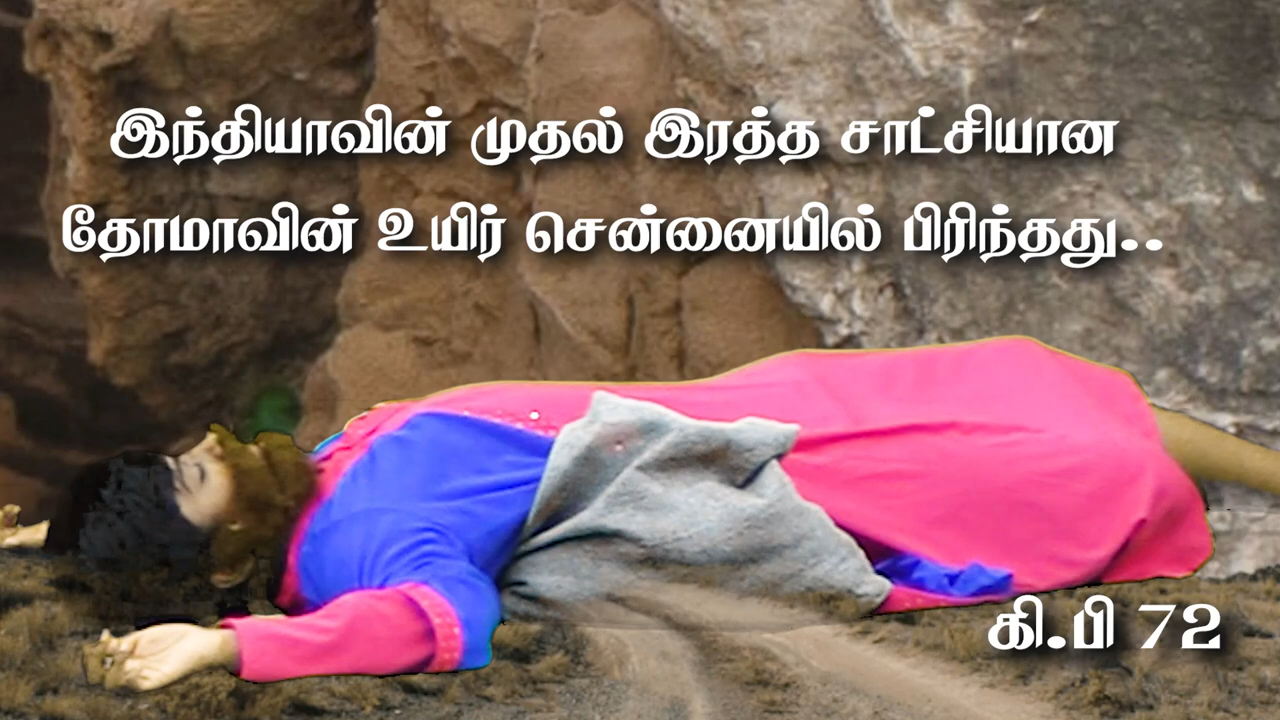 இந்தியாவின் முதல் இரத்த சாட்சியான
தோமாவின் உயிர் சென்னையில் பிரிந்தது..
கி.பி 72